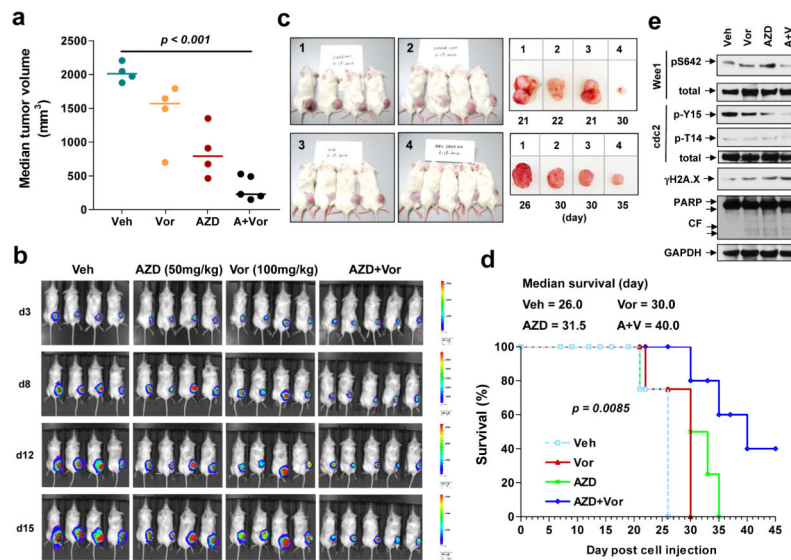 a
p < 0.001
Median tumor volume
(mm³)
2500
2000
1500
1000
500
0
Veh Vor AZD A+Vor
b
Veh AZD (50mg/kg) Vor (100mg/kg) AZD+Vor
d3
d8
d12
d15
c
1 2
3 4
1 2 3 4
21 22 21 30
1 2 3 4
26 30 30 35
(day)
d
Median survival (day)
Veh = 26.0 Vor = 30.0
AZD = 31.5 A+V = 40.0
Survival (%)
100
80
60
40
20
0
p = 0.0085
Veh
Vor
AZD
AZD+Vor
0 5 10 15 20 25 30 35 40 45
Day post cell injection
e
Veh Vor AZD A+V
Wee1
pS642
total
cdc2
p-Y15
p-T14
total
γH2A.X
PARP
CF
GAPDH